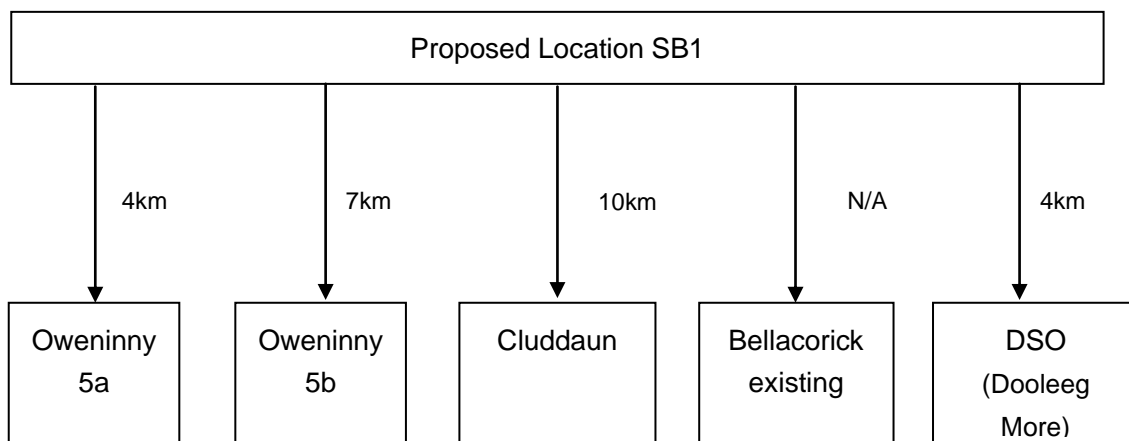 Proposed Location SB1
4km
7km
10km
N/A
4km
Oweninny
5a
Oweninny
5b
Cluddaun
Bellacorick
existing
DSO
(Dooleeg
More)